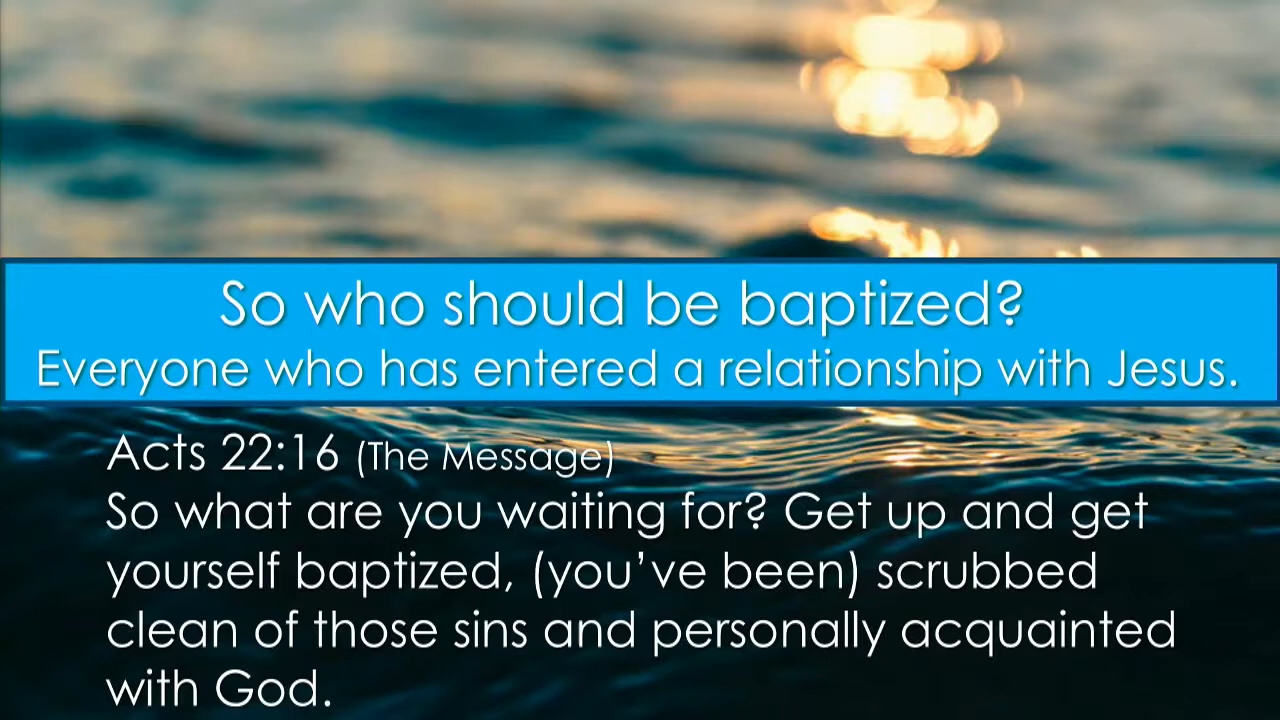 So who should be baptized?
Everyone who has entered a relationship with Jesus.
Acts 22:16 (The Message)
So what are you waiting for? Get up and get
yourself baptized, (you’ve been) scrubbed
clean of those sins and personally acquainted
with God.